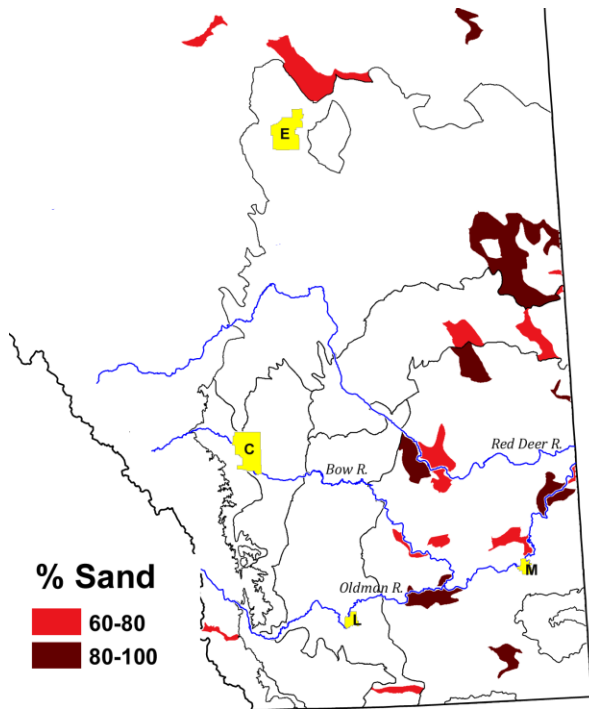 E
C
Red Deer R.
Bow R.
M
Oldman R.
L
% Sand
60-80
80-100